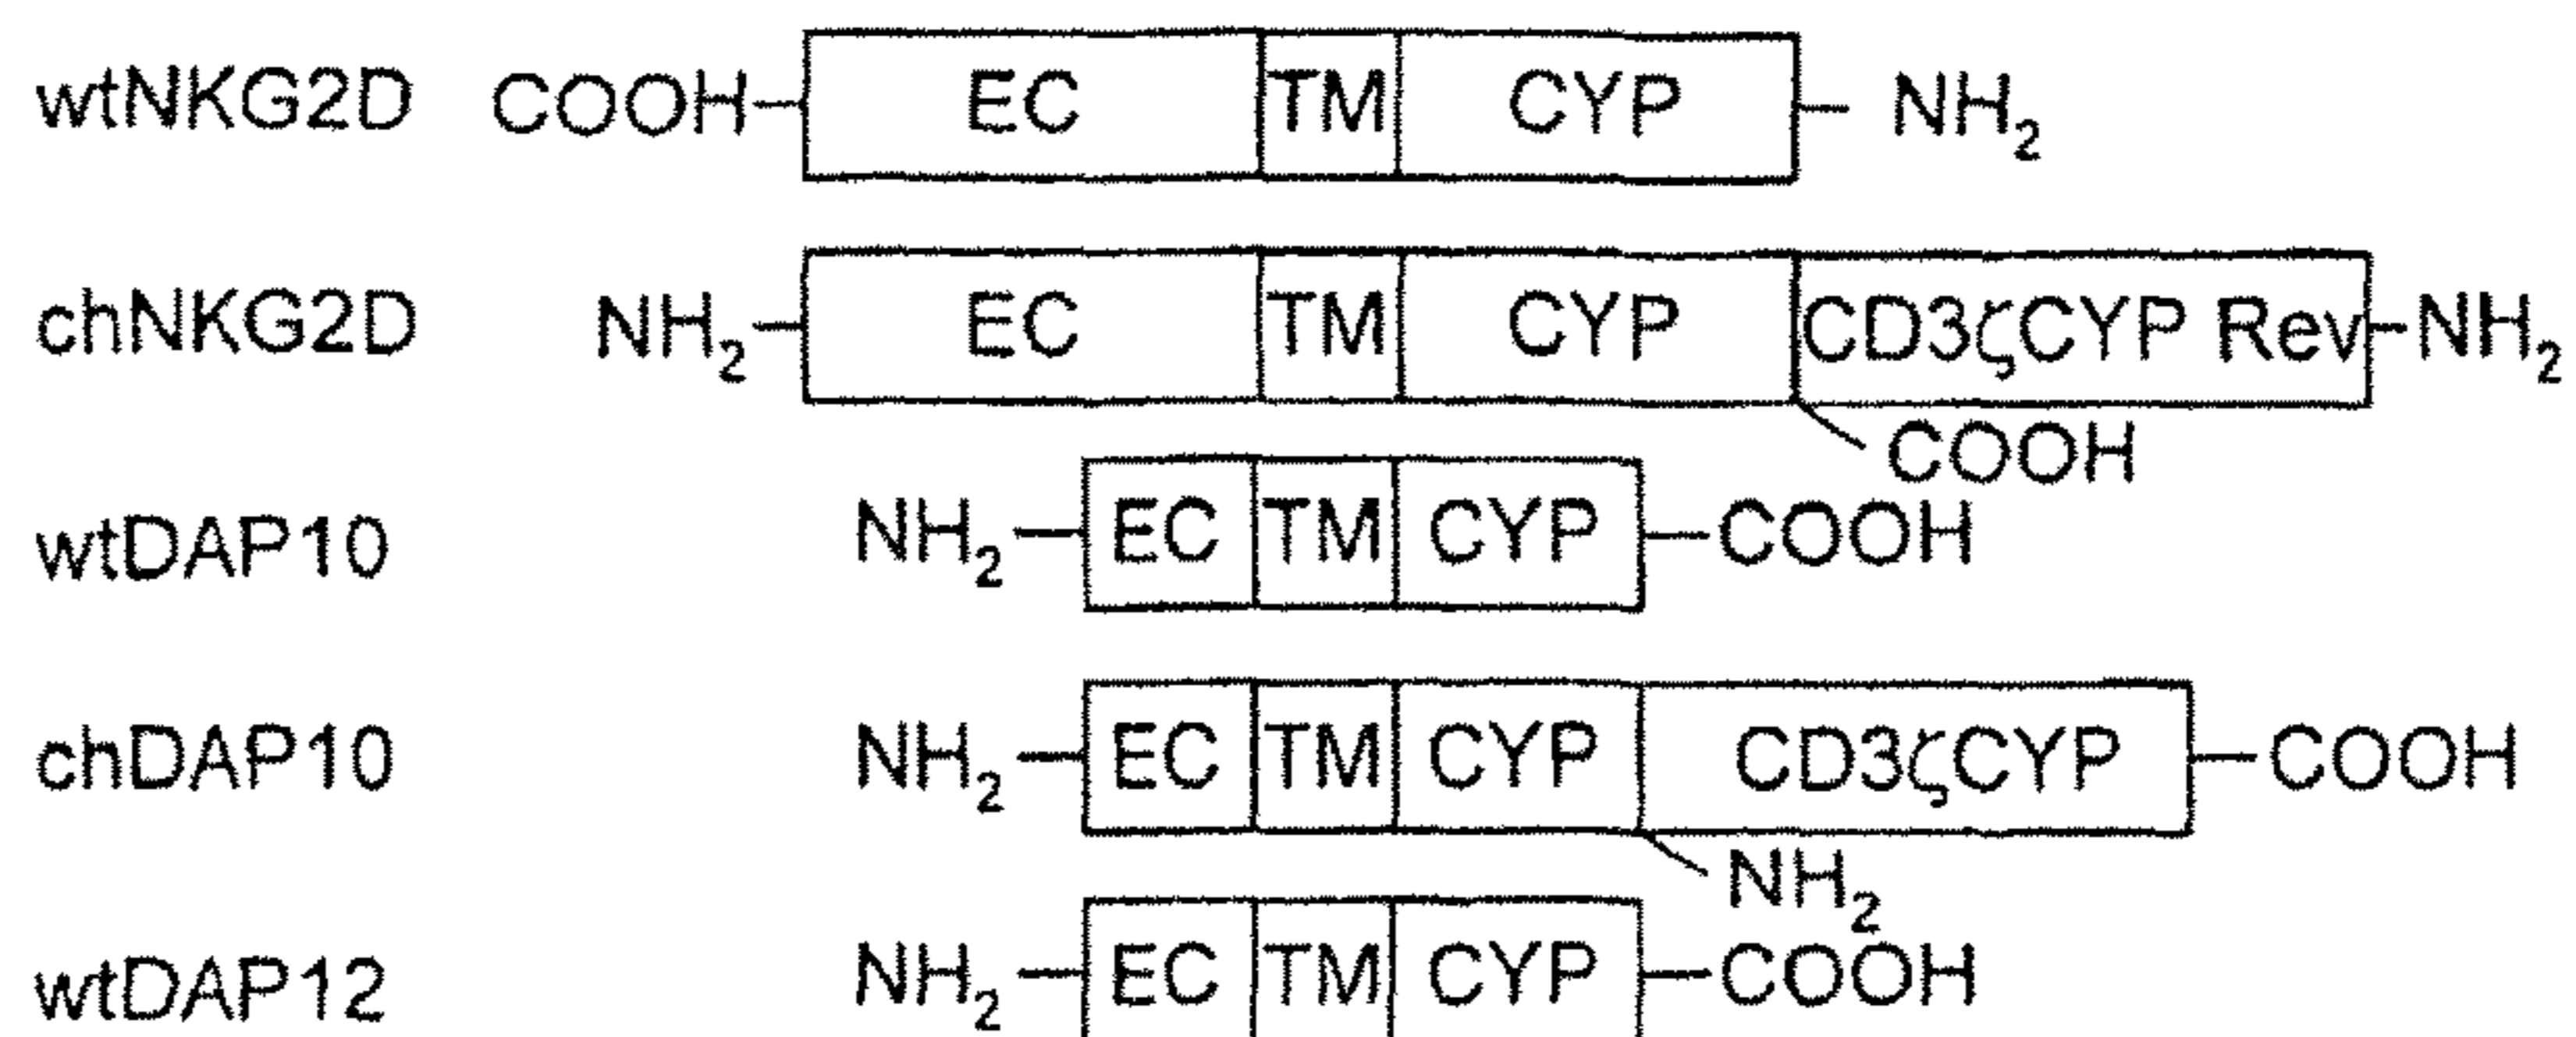 wtNKG2D COOH EC TM CYP NH2
chNKG2D NH2 EC TM CYP CD3ζCYP Rev NH2
COOH
wtDAP10 NH2 EC TM CYP COOH
chDAP10 NH2 EC TM CYP CD3ζCYP COOH
NH2
wtDAP12 NH2 EC TM CYP COOH